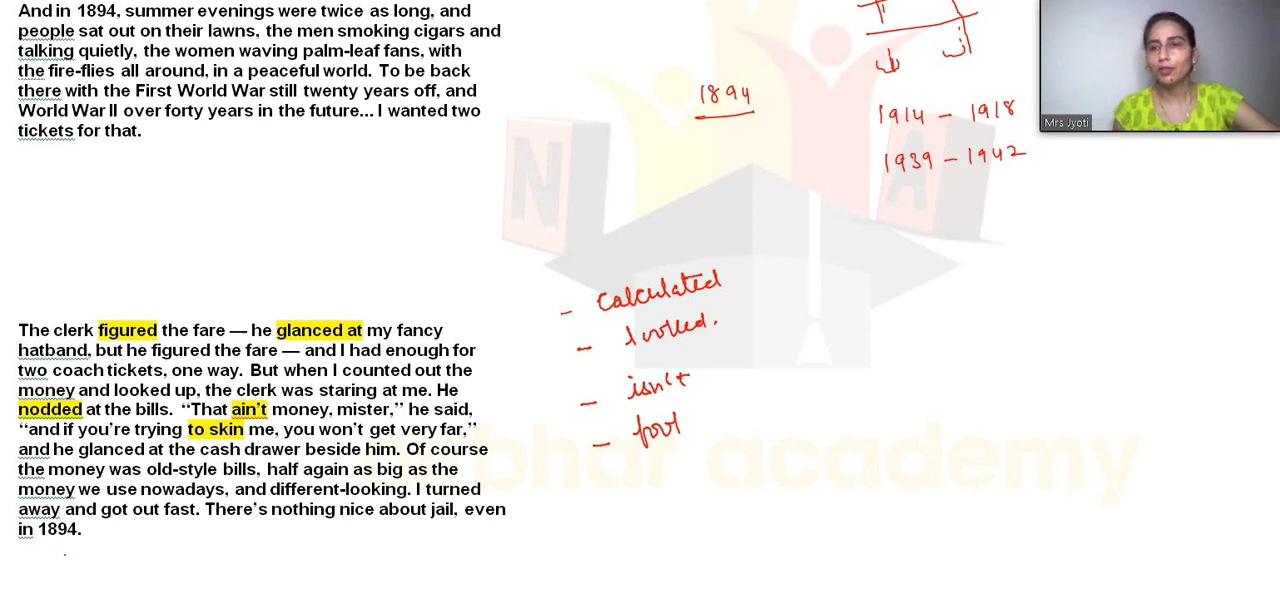 And in 1894, summer evenings were twice as long, and
people sat out on their lawns, the men smoking cigars and
talking quietly, the women waving palm-leaf fans, with
the fire-flies all around, in a peaceful world. To be back
there with the First World War still twenty years off, and
World War II over forty years in the future... I wanted two
tickets for that.
1894
1914 - 1918
1939 - 1942
Mrs Jyoti
N
A
The clerk figured the fare — he glanced at my fancy
hatband, but he figured the fare — and I had enough for
two coach tickets, one way. But when I counted out the
money and looked up, the clerk was staring at me. He
nodded at the bills. “That ain’t money, mister,” he said,
“and if you’re trying to skin me, you won’t get very far,”
and he glanced at the cash drawer beside him. Of course
the money was old-style bills, half again as big as the
money we use nowadays, and different-looking. I turned
away and got out fast. There’s nothing nice about jail, even
in 1894.
- calculated
- looked.
- isn't
- fool
bhar academy